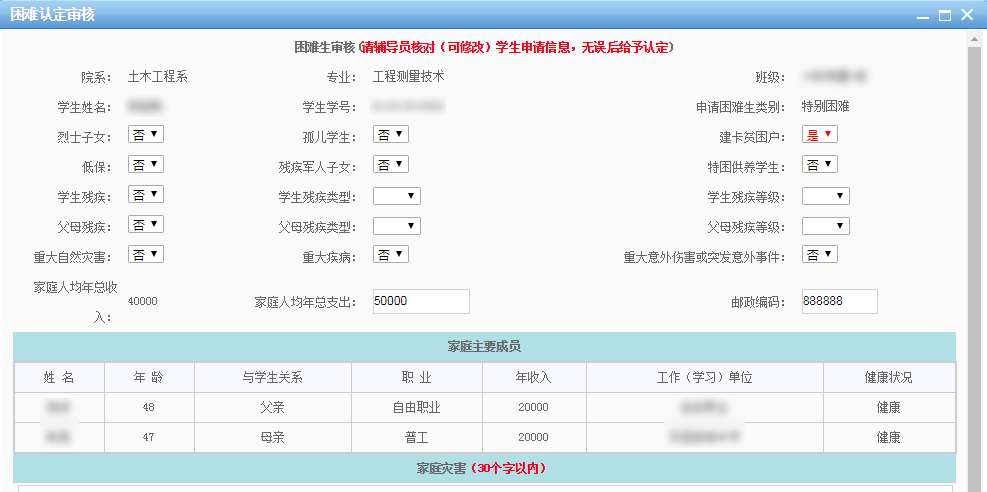 困难认定审核
困难生审核(请辅导员核对（可修改）学生申请信息，无误后给予认定)
院系： 土木工程系 专业： 工程测量技术 班级：
学生姓名： 学生学号： 申请困难生类别： 特别困难
烈士子女： 否 孤儿学生： 否 建卡贫困户： 是
低保： 否 残疾军人子女： 否 特困供养学生： 否
学生残疾： 否 学生残疾类型： 学生残疾等级：
父母残疾： 否 父母残疾类型： 父母残疾等级：
重大自然灾害： 否 重大疾病： 否 重大意外伤害或突发意外事件： 否
家庭人均年总收
入： 40000 家庭人均年总支出： 50000 邮政编码： 888888
家庭主要成员
姓 名 年 龄 与学生关系 职 业 年收入 工作（学习）单位 健康状况
48 父亲 自由职业 20000 健康
47 母亲 普工 20000 健康
家庭灾害（30个字以内）